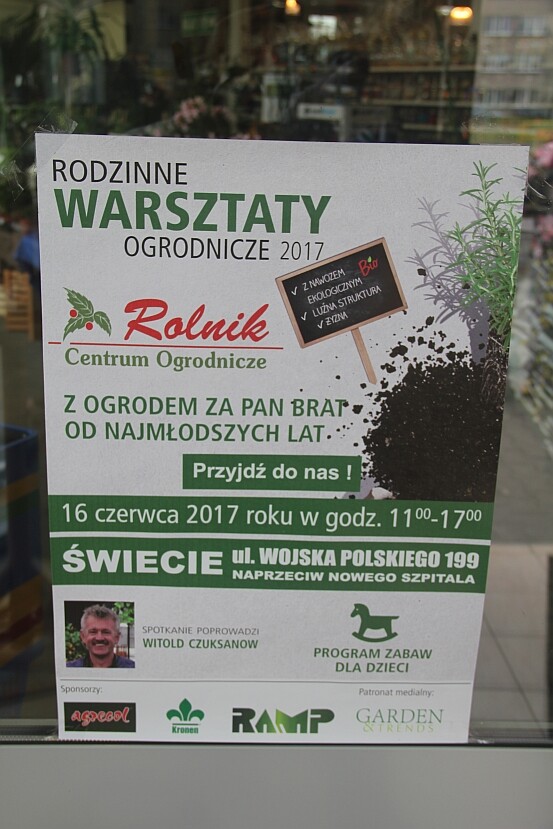 RODZINNE
WARSZTATY
OGRODNICZE 2017
Z NAWOZEM Bio
EKOLOGICZNYM
LUŹNA STRUKTURA
ŻYZNA
Rolnik
Centrum Ogrodnicze
Z OGRODEM ZA PAN BRAT
OD NAJMŁODSZYCH LAT
Przyjdź do nas !
16 czerwca 2017 roku w godz. 11⁰⁰-17⁰⁰
ŚWIECIE ul. WOJSKA POLSKIEGO 199
NAPRZECIW NOWEGO SZPITALA
SPOTKANIE POPROWADZI
WITOLD CZUKSANOW
PROGRAM ZABAW
DLA DZIECI
Sponsorzy:
Patronat medialny:
agrecol
Kronen
RAMP
GARDEN
& TRENDS